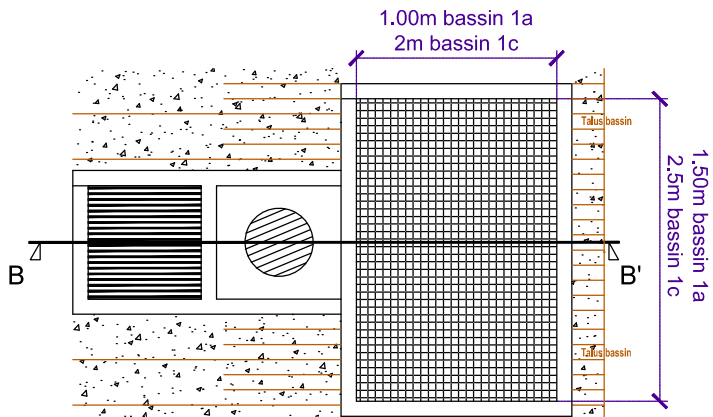 1.00m bassin 1a
2m bassin 1c
Talus bassin
1.50m bassin 1a
2.5m bassin 1c
B
B'
Talus bassin